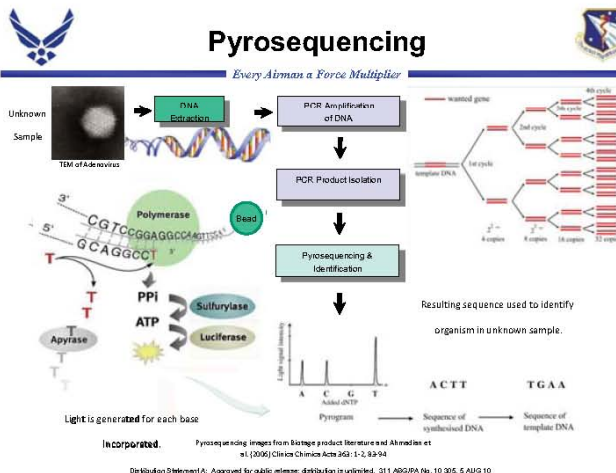 Pyrosequencing
Every Airman a Force Multiplier
Unknown
Sample
TEM of Adenovirus
DNA
Extraction
PCR Amplification
of DNA
PCR Product Isolation
Pyrosequencing &
Identification
wanted gene
template DNA
1st cycle
2nd cycle
3th cycle
4th cycle
4 copies
8 copies
16 copies
32 copies
3'
5'
Polymerase
Bead
CGTCCGGAGGCCAAGTTCC
GCAGGCCT
3'
T
T
T
PPi
ATP
Sulfurylase
Luciferase
Apyrase
T
T
T
T
Light is generated for each base
incorporated.
Light signal intensity
A C G T
Added dNTP
Pyrogram
Resulting sequence used to identify
organism in unknown sample.
ACTT
TGAA
Sequence of
synthesised DNA
Sequence of
template DNA
Pyrosequencing images from Biotage product literature and Ahmadian et
al. (2006) Clinica Chimica Acta 363: 1-2, 83-94
Distribution Statement A: Approved for public release; distribution is unlimited. 311 ABG/PA No. 10-305, 5 AUG 10